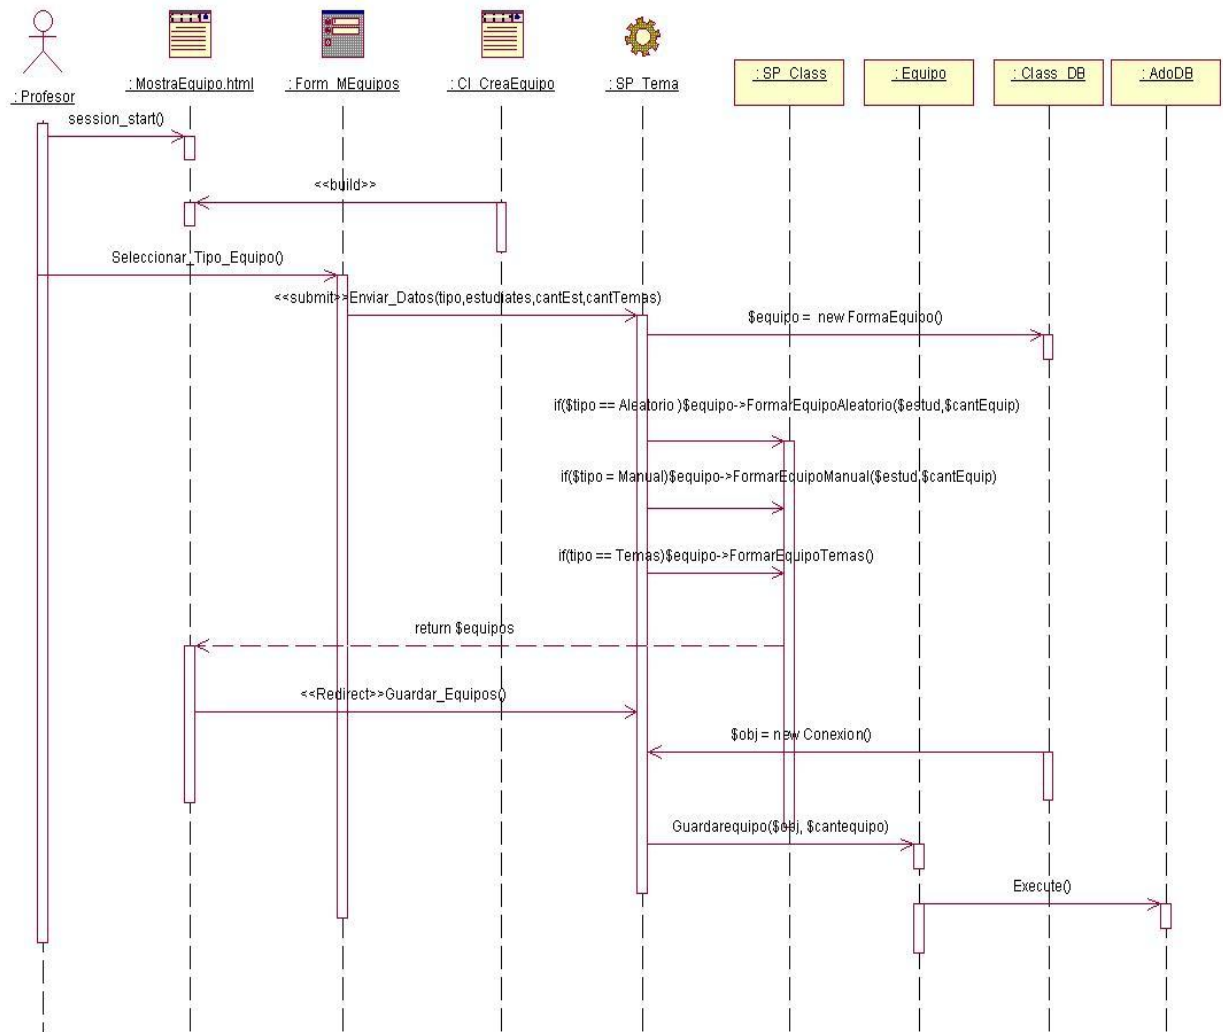 : Profesor
: MostraEquipo.html
: Form_MEquipos
: Cl_CreaEquipo
: SP_Tema
: SP_Class
: Equipo
: Class_DB
: AdoDB
session_start()
<<build>>
Seleccionar_Tipo_Equipo()
<<submit>>Enviar_Datos(tipo,estudiates,cantEst,cantTemas)
$equipo = new FormaEquipo()
if($tipo == Aleatorio )$equipo->FormarEquipoAleatorio($estud,$cantEquip)
if($tipo = Manual)$equipo->FormarEquipoManual($estud,$cantEquip)
if(tipo == Temas)$equipo->FormarEquipoTemas()
return $equipos
<<Redirect>>Guardar_Equipos()
$obj = new Conexion()
Guardarequipo($obj, $cantequipo)
Execute()